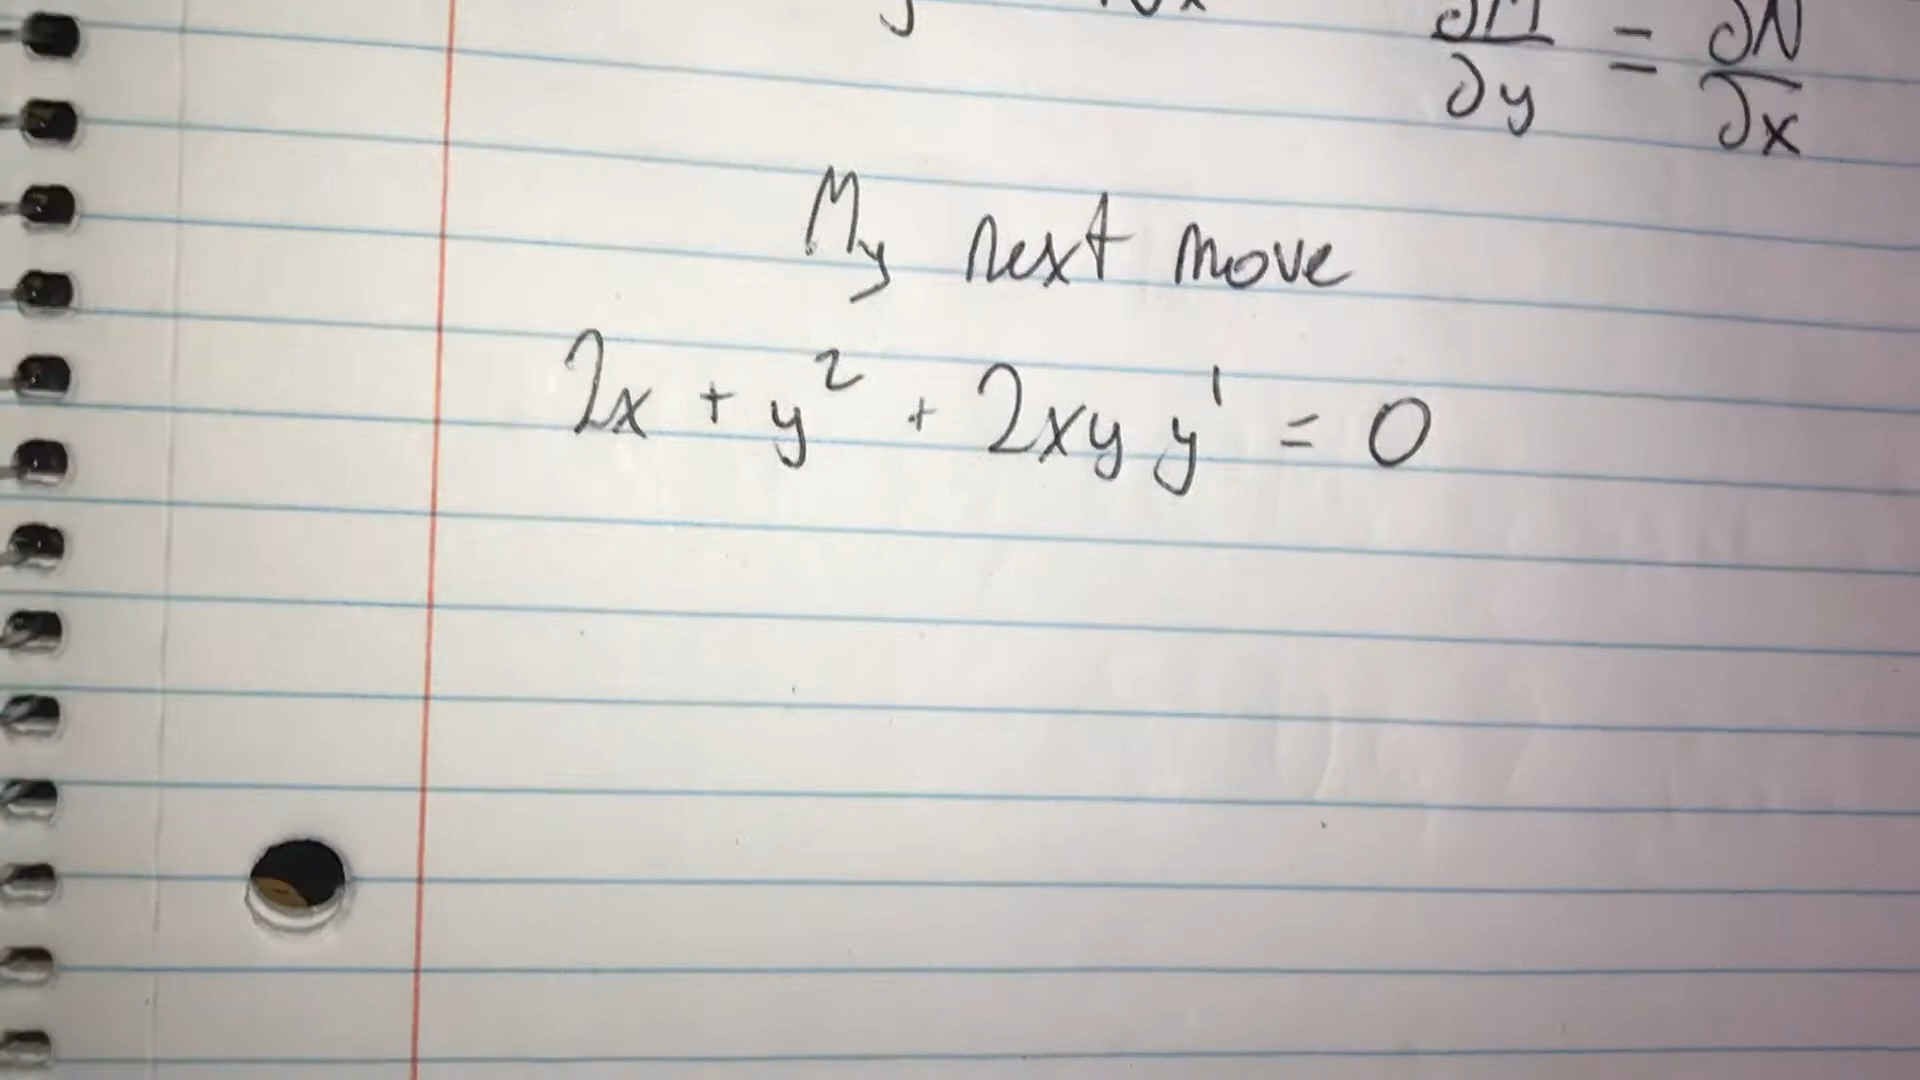 ∂M/∂y = ∂N/∂x
My next move
2x + y² + 2xy y' = 0